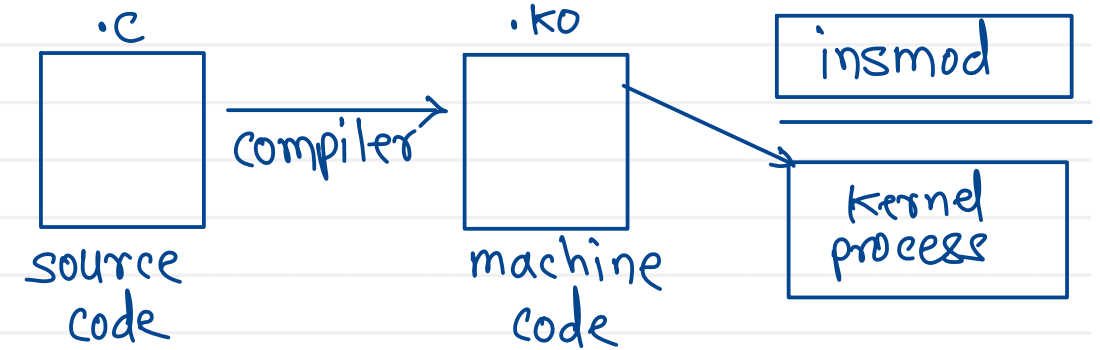 .C
source
code
compiler
.ko
machine
code
insmod
kernel
process